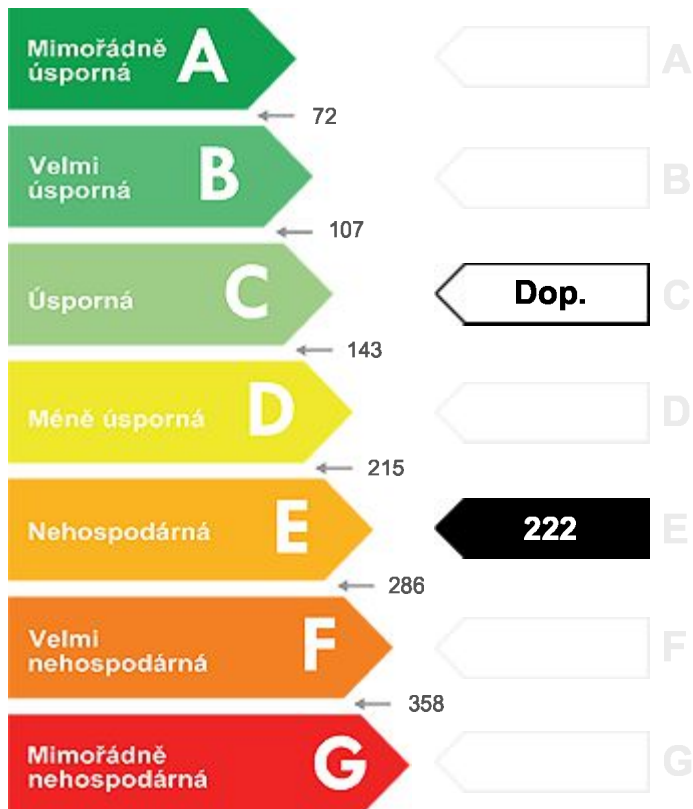 Mimořádně
úsporná
A
A
72
Velmi
úsporná
B
B
107
Úsporná
C
Dop.
C
143
Méně úsporná
D
D
215
Nehospodárná
E
222
E
286
Velmi
nehospodárná
F
F
358
Mimořádně
nehospodárná
G
G